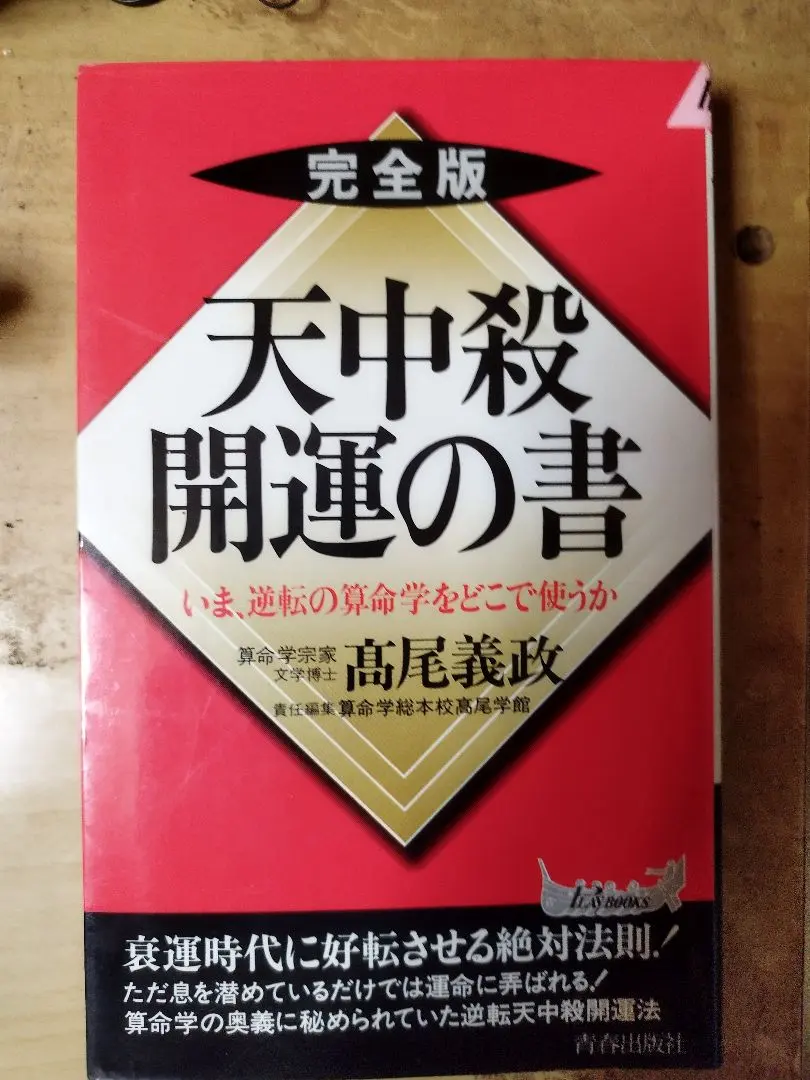 完全版
天中殺
開運の書
いま、逆転の算命学をどこで使うか
算命学宗家
文学博士
髙尾義政
責任編集 算命学総本校高尾学館
PLAY BOOKS
衰運時代に好転させる絶対法則!
ただ息を潜めているだけでは運命に弄ばれる!
算命学の奥義に秘められていた逆転天中殺開運法
青春出版社